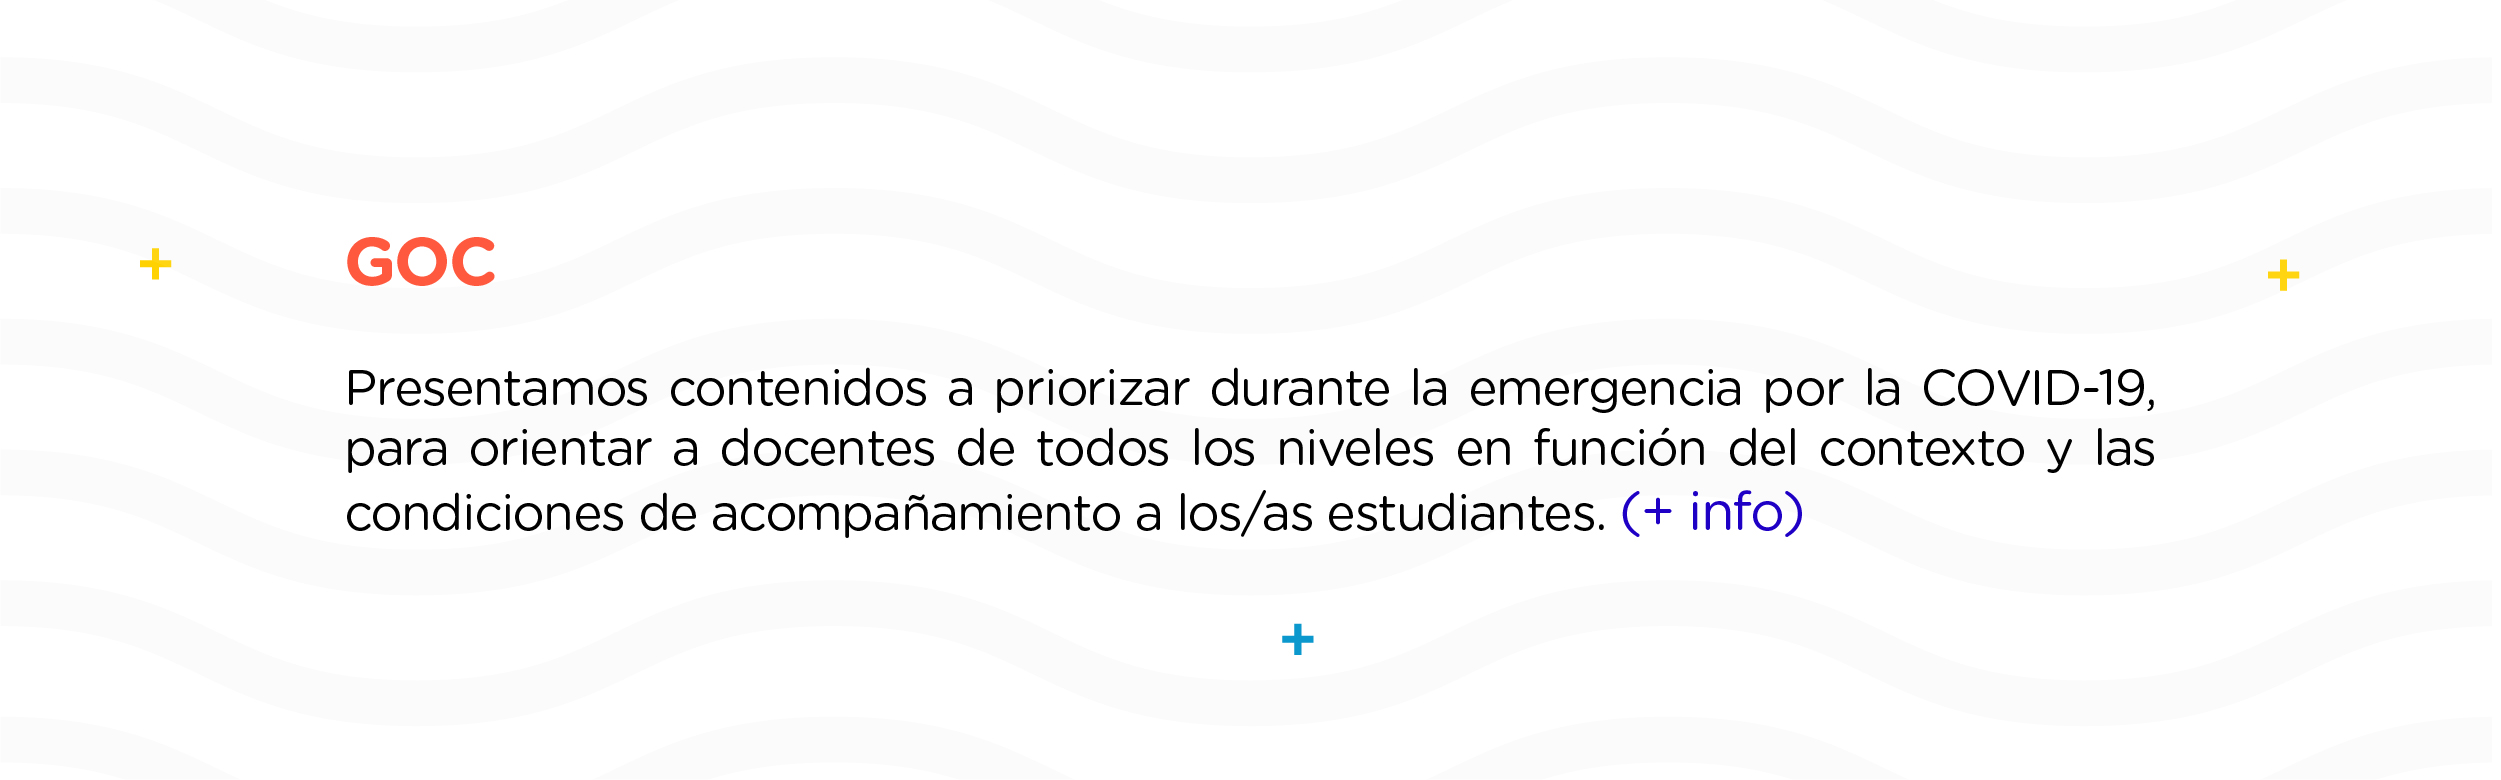 GOC
Presentamos contenidos a priorizar durante la emergencia por la COVID-19,
para orientar a docentes de todos los niveles en función del contexto y las
condiciones de acompañamiento a los/as estudiantes. (+ info)